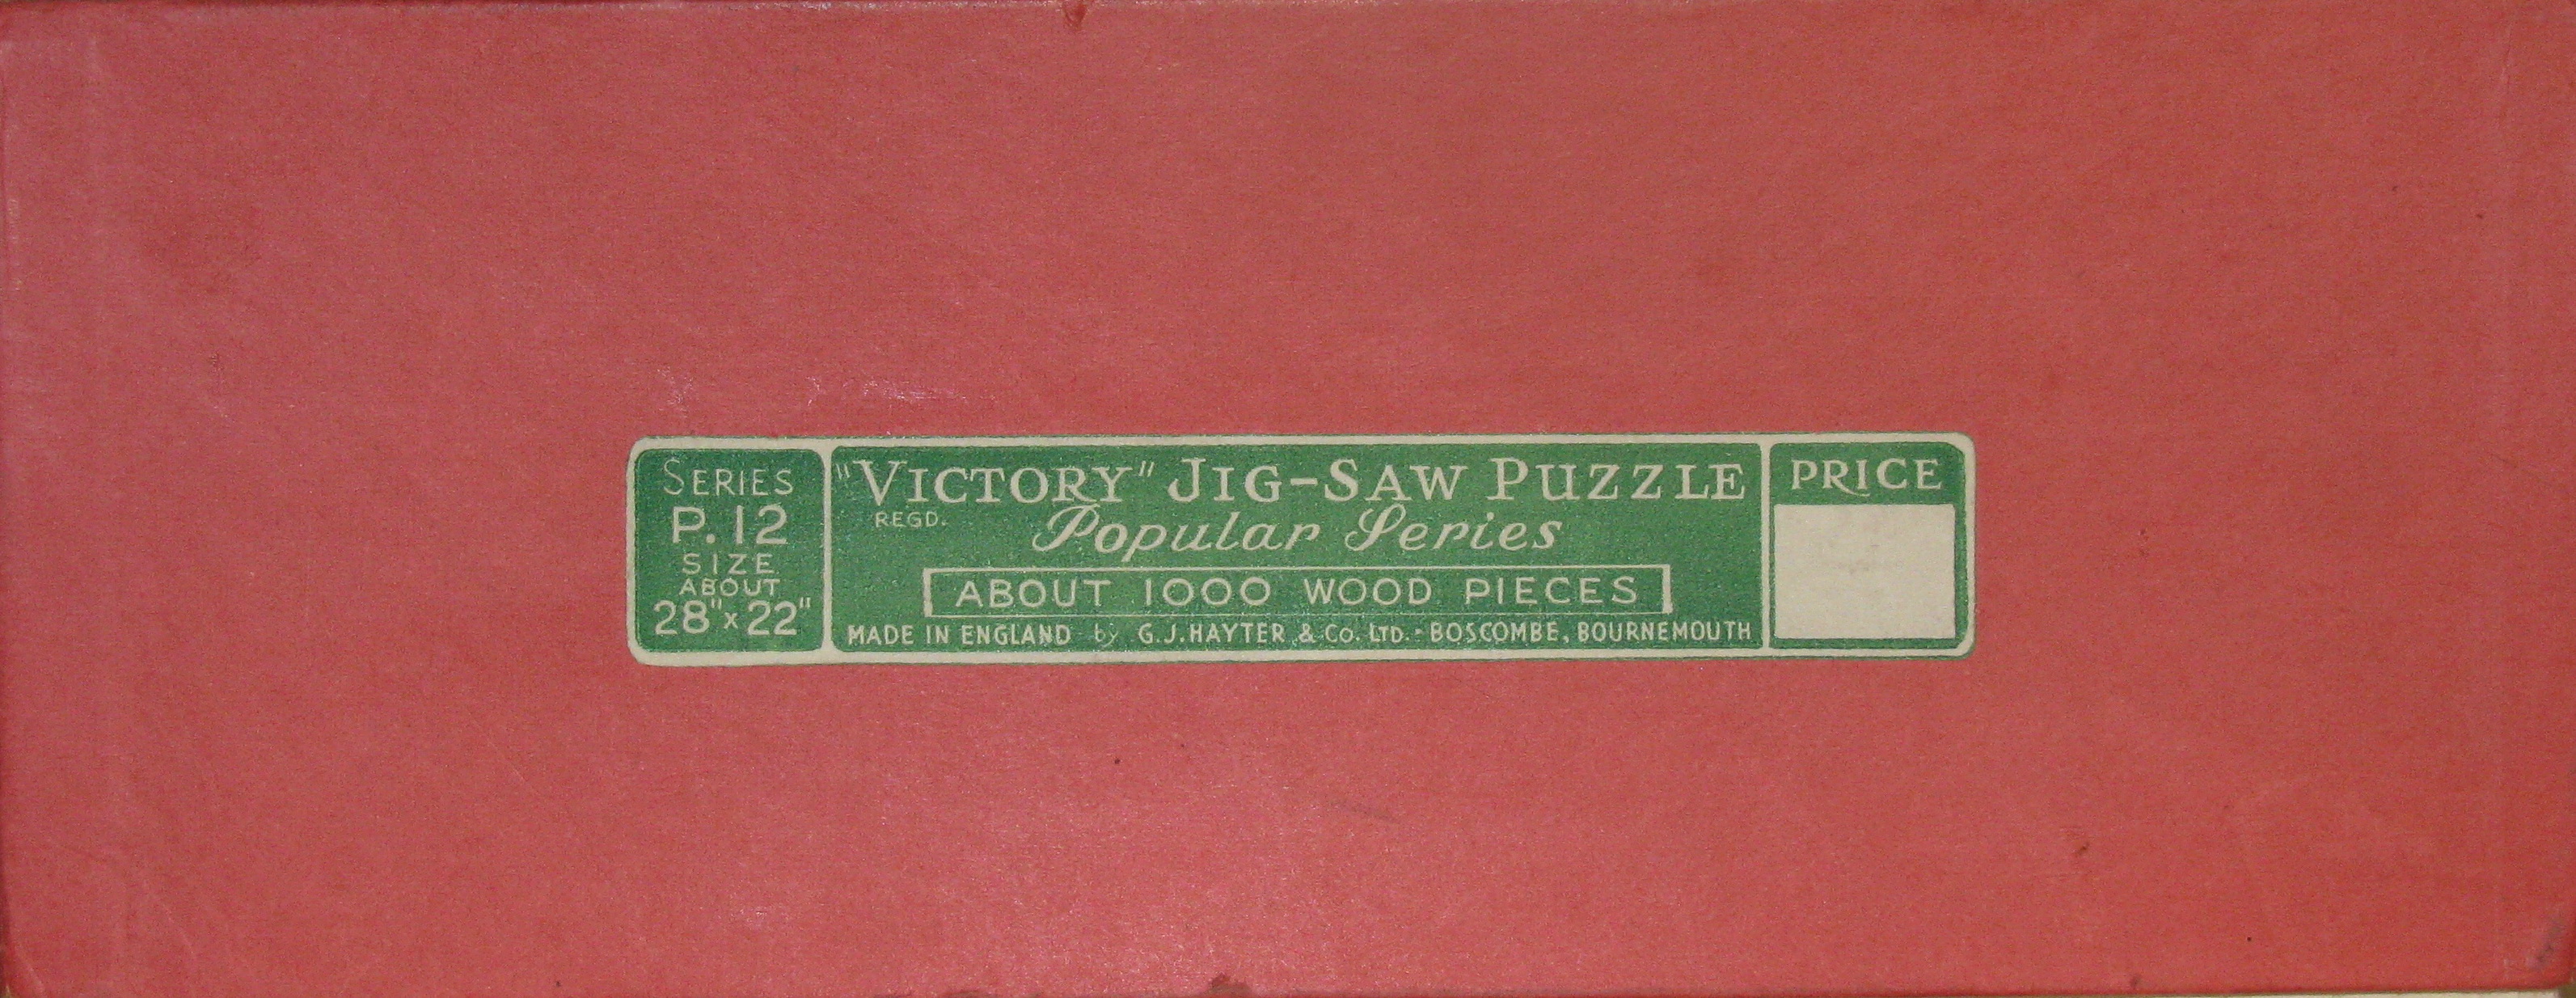 SERIES
P.12
SIZE
ABOUT
28" x 22"
"VICTORY" JIG-SAW PUZZLE
REGD.
Popular Series
ABOUT 1000 WOOD PIECES
MADE IN ENGLAND by G.J. HAYTER & Co. LTD. - BOSCOMBE, BOURNEMOUTH
PRICE